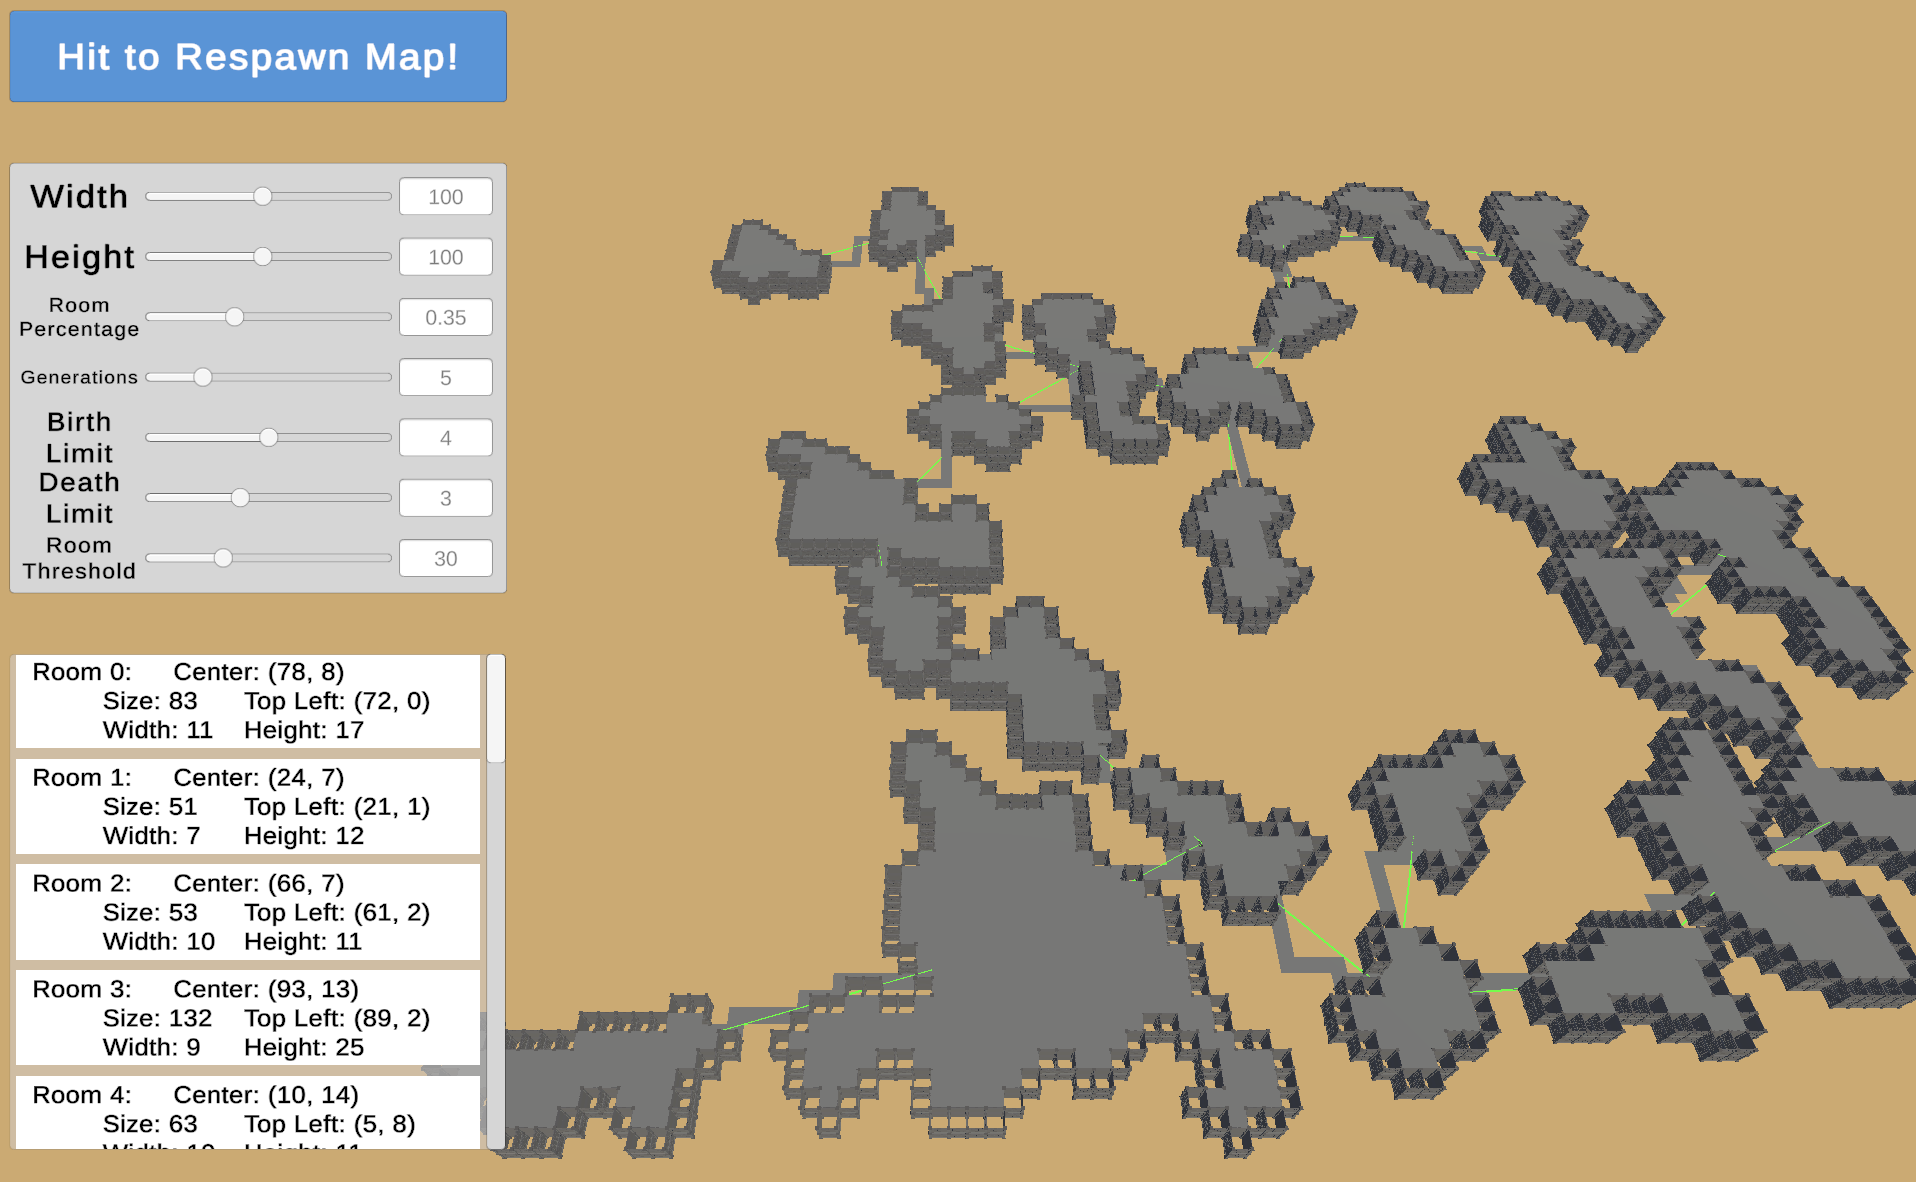 Hit to Respawn Map!
Width 100
Height 100
Room
Percentage 0.35
Generations 5
Birth
Limit 4
Death
Limit 3
Room
Threshold 30
Room 0: Center: (78, 8)
Size: 83 Top Left: (72, 0)
Width: 11 Height: 17
Room 1: Center: (24, 7)
Size: 51 Top Left: (21, 1)
Width: 7 Height: 12
Room 2: Center: (66, 7)
Size: 53 Top Left: (61, 2)
Width: 10 Height: 11
Room 3: Center: (93, 13)
Size: 132 Top Left: (89, 2)
Width: 9 Height: 25
Room 4: Center: (10, 14)
Size: 63 Top Left: (5, 8)